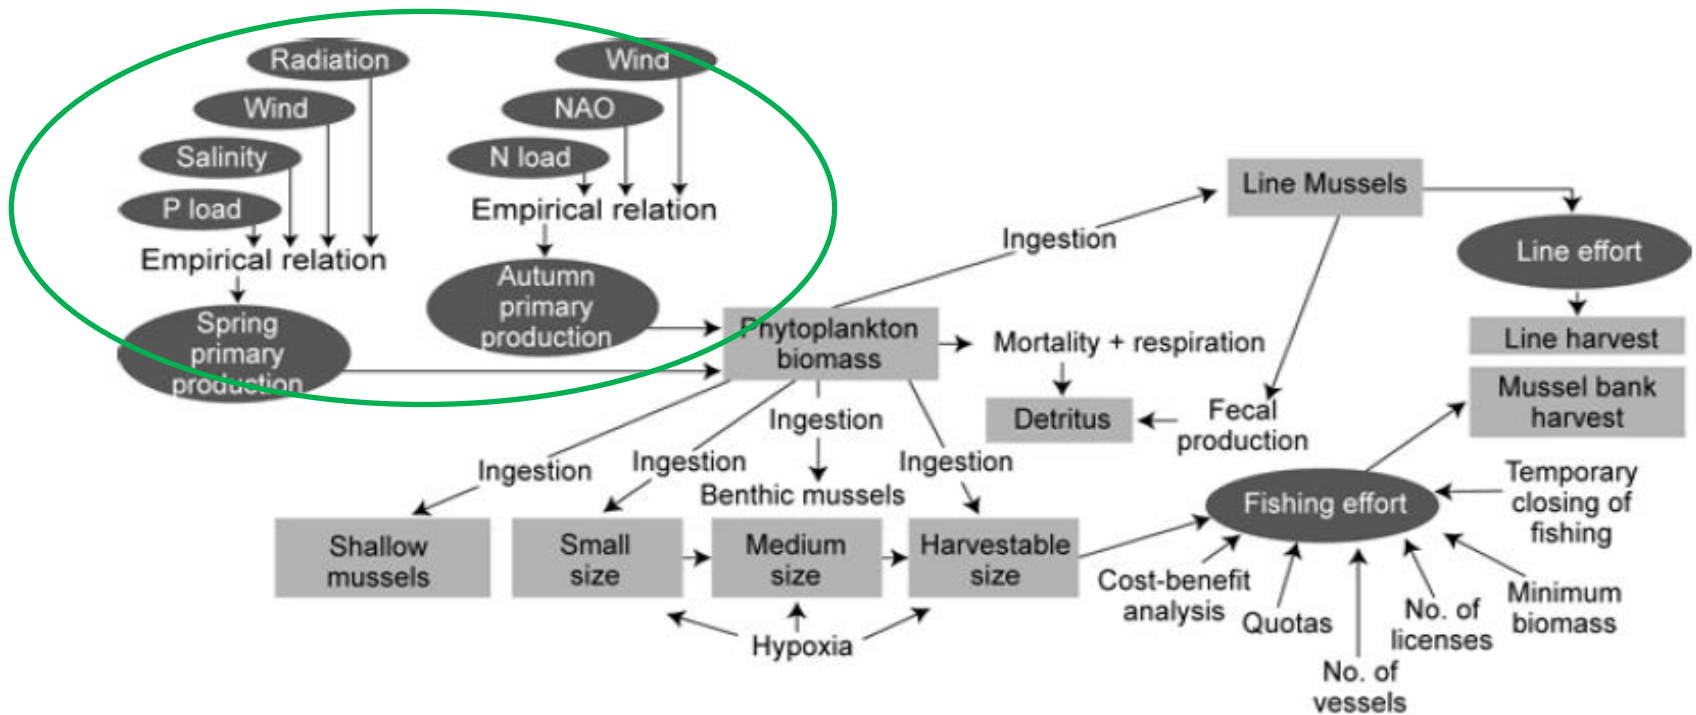 Radiation
Wind
Salinity
P load
Empirical relation
Spring
primary
production
Wind
NAO
N load
Empirical relation
Autumn
primary
production
Phytoplankton
biomass
Ingestion
Line Mussels
Line effort
Line harvest
Mussel bank
harvest
Mortality + respiration
Detritus
Fecal
production
Ingestion
Ingestion
Ingestion
Ingestion
Benthic mussels
Shallow
mussels
Small
size
Medium
size
Harvestable
size
Hypoxia
Fishing effort
Temporary
closing of
fishing
Cost-benefit
analysis
Quotas
No. of
vessels
No. of
licenses
Minimum
biomass